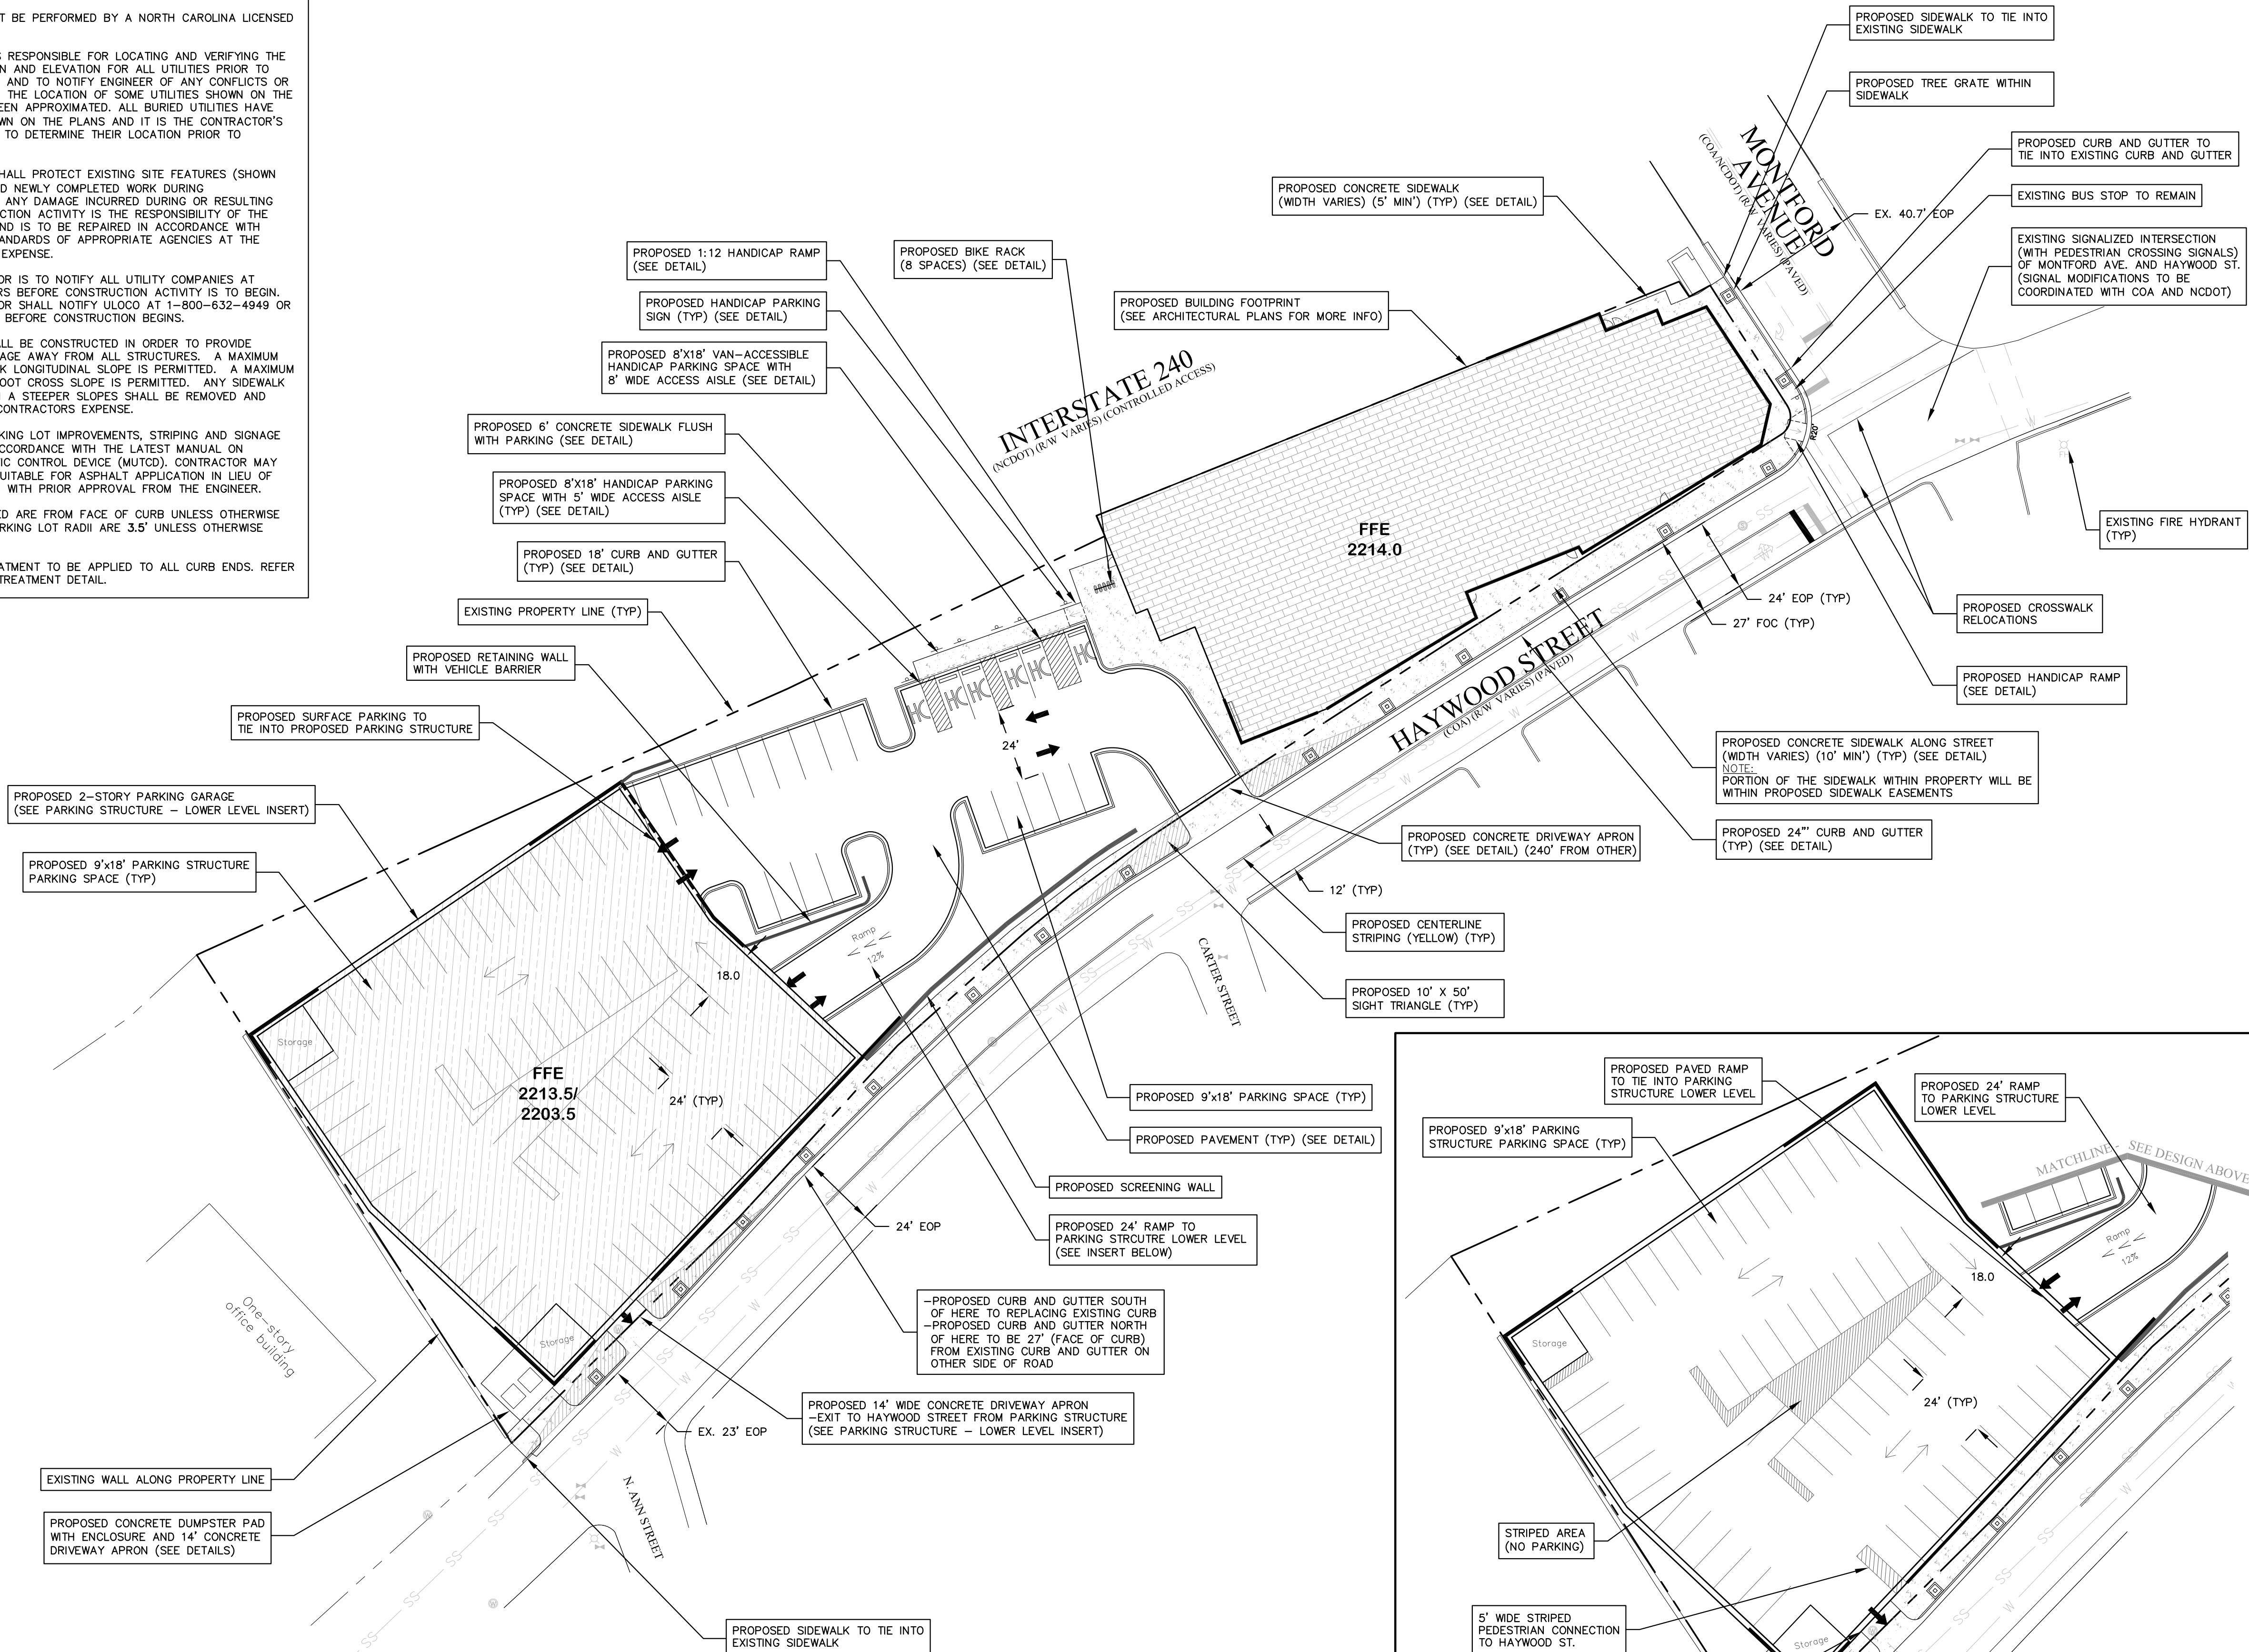 T BE PERFORMED BY A NORTH CAROLINA LICENSED
S RESPONSIBLE FOR LOCATING AND VERIFYING THE
N AND ELEVATION FOR ALL UTILITIES PRIOR TO
AND TO NOTIFY ENGINEER OF ANY CONFLICTS OR
THE LOCATION OF SOME UTILITIES SHOWN ON THE
EEN APPROXIMATED. ALL BURIED UTILITIES HAVE
WN ON THE PLANS AND IT IS THE CONTRACTOR'S
TO DETERMINE THEIR LOCATION PRIOR TO
HALL PROTECT EXISTING SITE FEATURES (SHOWN
D NEWLY COMPLETED WORK DURING
ANY DAMAGE INCURRED DURING OR RESULTING
CTION ACTIVITY IS THE RESPONSIBILITY OF THE
ND IS TO BE REPAIRED IN ACCORDANCE WITH
ANDARDS OF APPROPRIATE AGENCIES AT THE
EXPENSE.
OR IS TO NOTIFY ALL UTILITY COMPANIES AT
RS BEFORE CONSTRUCTION ACTIVITY IS TO BEGIN.
OR SHALL NOTIFY ULOCO AT 1-800-632-4949 OR
BEFORE CONSTRUCTION BEGINS.
ALL BE CONSTRUCTED IN ORDER TO PROVIDE
AGE AWAY FROM ALL STRUCTURES. A MAXIMUM
K LONGITUDINAL SLOPE IS PERMITTED. A MAXIMUM
OOT CROSS SLOPE IS PERMITTED. ANY SIDEWALK
H A STEEPER SLOPES SHALL BE REMOVED AND
CONTRACTORS EXPENSE.
KING LOT IMPROVEMENTS, STRIPING AND SIGNAGE
CCORDANCE WITH THE LATEST MANUAL ON
IC CONTROL DEVICE (MUTCD). CONTRACTOR MAY
UITABLE FOR ASPHALT APPLICATION IN LIEU OF
WITH PRIOR APPROVAL FROM THE ENGINEER.
ED ARE FROM FACE OF CURB UNLESS OTHERWISE
RKING LOT RADII ARE 3.5' UNLESS OTHERWISE
EATMENT TO BE APPLIED TO ALL CURB ENDS. REFER
TREATMENT DETAIL.
PROPOSED SIDEWALK TO TIE INTO
EXISTING SIDEWALK
PROPOSED TREE GRATE WITHIN
SIDEWALK
PROPOSED CURB AND GUTTER TO
TIE INTO EXISTING CURB AND GUTTER
EXISTING BUS STOP TO REMAIN
EX. 40.7' EOP
MONTFORD
AVENUE
(COA/NCDOT) (R/W VARIES) (PAVED)
EXISTING SIGNALIZED INTERSECTION
(WITH PEDESTRIAN CROSSING SIGNALS)
OF MONTFORD AVE. AND HAYWOOD ST.
(SIGNAL MODIFICATIONS TO BE
COORDINATED WITH COA AND NCDOT)
PROPOSED CONCRETE SIDEWALK
(WIDTH VARIES) (5' MIN') (TYP) (SEE DETAIL)
PROPOSED 1:12 HANDICAP RAMP
(SEE DETAIL)
PROPOSED BIKE RACK
(8 SPACES) (SEE DETAIL)
PROPOSED HANDICAP PARKING
SIGN (TYP) (SEE DETAIL)
PROPOSED BUILDING FOOTPRINT
(SEE ARCHITECTURAL PLANS FOR MORE INFO)
PROPOSED 8'X18' VAN-ACCESSIBLE
HANDICAP PARKING SPACE WITH
8' WIDE ACCESS AISLE (SEE DETAIL)
INTERSTATE 240
(NCDOT) (R/W VARIES) (CONTROLLED ACCESS)
PROPOSED 6' CONCRETE SIDEWALK FLUSH
WITH PARKING (SEE DETAIL)
R20'
PROPOSED 8'X18' HANDICAP PARKING
SPACE WITH 5' WIDE ACCESS AISLE
(TYP) (SEE DETAIL)
EXISTING FIRE HYDRANT
(TYP)
FFE
2214.0
PROPOSED 18' CURB AND GUTTER
(TYP) (SEE DETAIL)
EXISTING PROPERTY LINE (TYP)
24' EOP (TYP)
27' FOC (TYP)
PROPOSED CROSSWALK
RELOCATIONS
PROPOSED RETAINING WALL
WITH VEHICLE BARRIER
HC
HC
HC
HC
HC
HAYWOOD STREET
(COA) (R/W VARIES) (PAVED)
PROPOSED HANDICAP RAMP
(SEE DETAIL)
PROPOSED SURFACE PARKING TO
TIE INTO PROPOSED PARKING STRUCTURE
24'
PROPOSED CONCRETE SIDEWALK ALONG STREET
(WIDTH VARIES) (10' MIN') (TYP) (SEE DETAIL)
NOTE:
PORTION OF THE SIDEWALK WITHIN PROPERTY WILL BE
WITHIN PROPOSED SIDEWALK EASEMENTS
PROPOSED 2-STORY PARKING GARAGE
(SEE PARKING STRUCTURE - LOWER LEVEL INSERT)
PROPOSED CONCRETE DRIVEWAY APRON
(TYP) (SEE DETAIL) (240' FROM OTHER)
PROPOSED 24"' CURB AND GUTTER
(TYP) (SEE DETAIL)
PROPOSED 9'x18' PARKING STRUCTURE
PARKING SPACE (TYP)
12' (TYP)
PROPOSED CENTERLINE
STRIPING (YELLOW) (TYP)
Ramp
12%
CARTER STREET
18.0
PROPOSED 10' X 50'
SIGHT TRIANGLE (TYP)
Storage
FFE
2213.5/
2203.5
24' (TYP)
PROPOSED 9'x18' PARKING SPACE (TYP)
PROPOSED PAVEMENT (TYP) (SEE DETAIL)
PROPOSED SCREENING WALL
24' EOP
PROPOSED 24' RAMP TO
PARKING STRCUTRE LOWER LEVEL
(SEE INSERT BELOW)
One-story
office building
-PROPOSED CURB AND GUTTER SOUTH
OF HERE TO REPLACING EXISTING CURB
-PROPOSED CURB AND GUTTER NORTH
OF HERE TO BE 27' (FACE OF CURB)
FROM EXISTING CURB AND GUTTER ON
OTHER SIDE OF ROAD
Storage
PROPOSED 14' WIDE CONCRETE DRIVEWAY APRON
-EXIT TO HAYWOOD STREET FROM PARKING STRUCTURE
(SEE PARKING STRUCTURE - LOWER LEVEL INSERT)
EX. 23' EOP
EXISTING WALL ALONG PROPERTY LINE
N. ANN STREET
PROPOSED CONCRETE DUMPSTER PAD
WITH ENCLOSURE AND 14' CONCRETE
DRIVEWAY APRON (SEE DETAILS)
PROPOSED SIDEWALK TO TIE INTO
EXISTING SIDEWALK
PROPOSED PAVED RAMP
TO TIE INTO PARKING
STRUCTURE LOWER LEVEL
PROPOSED 24' RAMP
TO PARKING STRUCTURE
LOWER LEVEL
PROPOSED 9'x18' PARKING
STRUCTURE PARKING SPACE (TYP)
MATCHLINE - SEE DESIGN ABOVE
Ramp
12%
18.0
Storage
24' (TYP)
STRIPED AREA
(NO PARKING)
5' WIDE STRIPED
PEDESTRIAN CONNECTION
TO HAYWOOD ST.
Storage